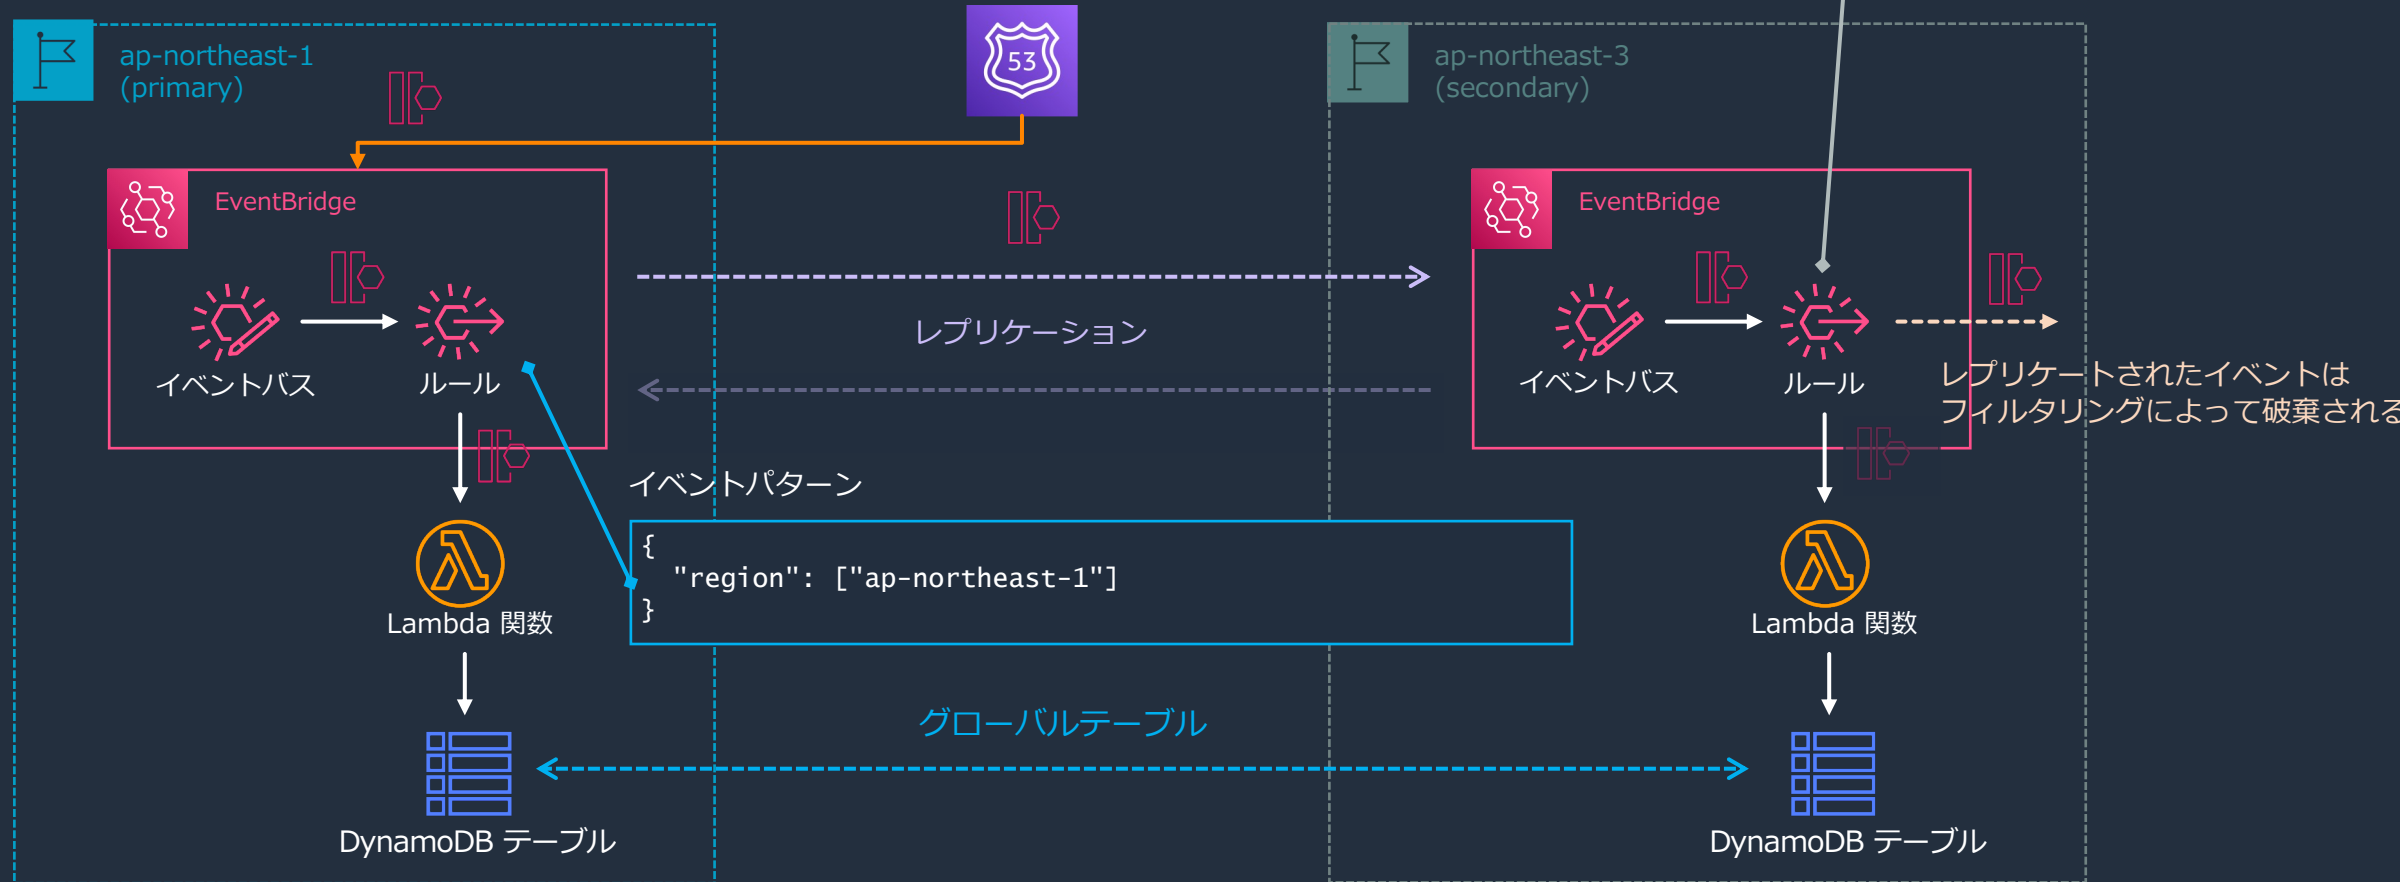 ap-northeast-1
(primary)
53
ap-northeast-3
(secondary)
EventBridge
EventBridge
レプリケーション
イベントバス
ルール
イベントバス
ルール
レプリケートされたイベントは
フィルタリングによって破棄される
イベントパターン
{
"region": ["ap-northeast-1"]
}
Lambda 関数
Lambda 関数
グローバルテーブル
DynamoDB テーブル
DynamoDB テーブル